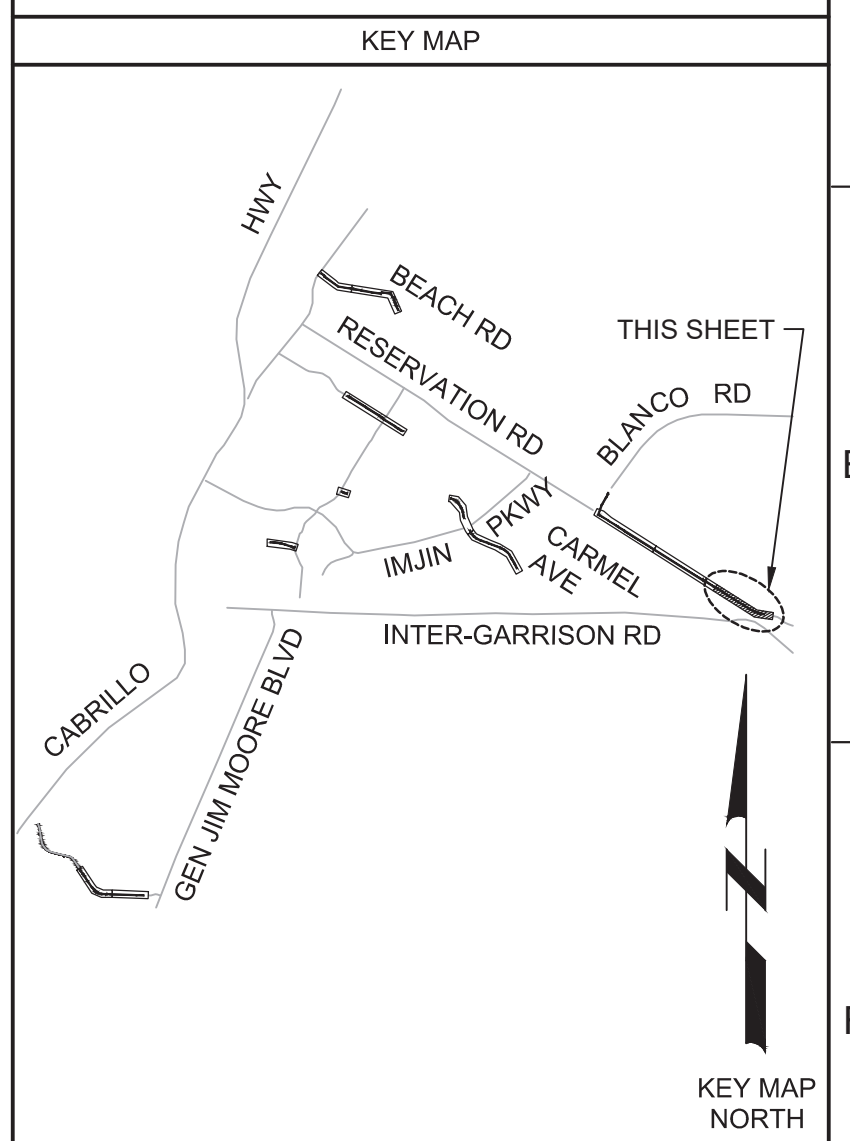 KEY MAP
HWY
BEACH RD
RESERVATION RD
THIS SHEET
BLANCO RD
IMJIN PKWY
CARMEL
AVE
INTER-GARRISON RD
CABRILLO
GEN JIM MOORE BLVD
N
KEY MAP
NORTH